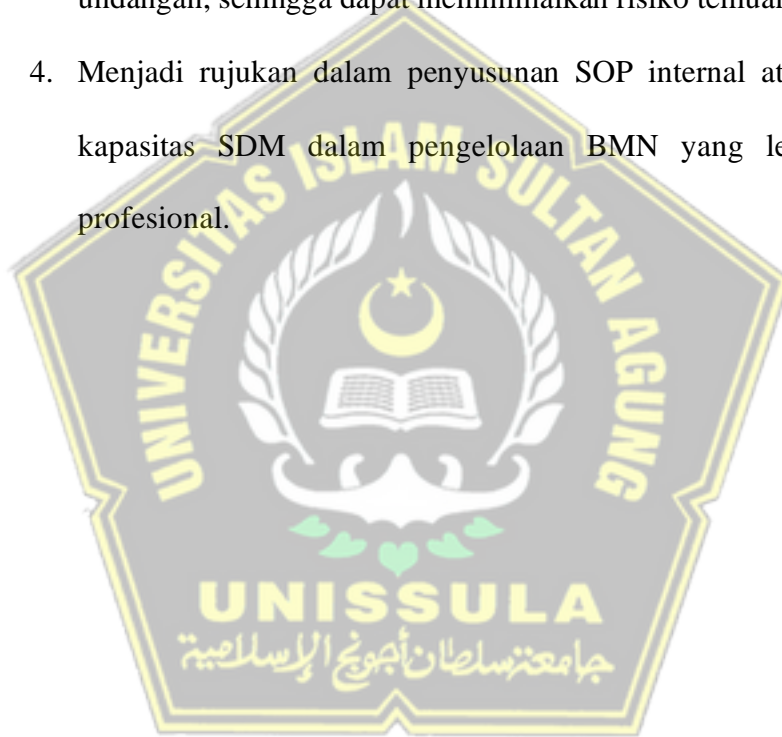 undangan, sehingga dapat meminimalkan risiko temuan
4. Menjadi rujukan dalam penyusunan SOP internal at
kapasitas SDM dalam pengelolaan BMN yang le
profesional.
UNIVERSITAS ISLAM SULTAN AGUNG
UNISSULA
جامعة سلطان أجونج الإسلامية